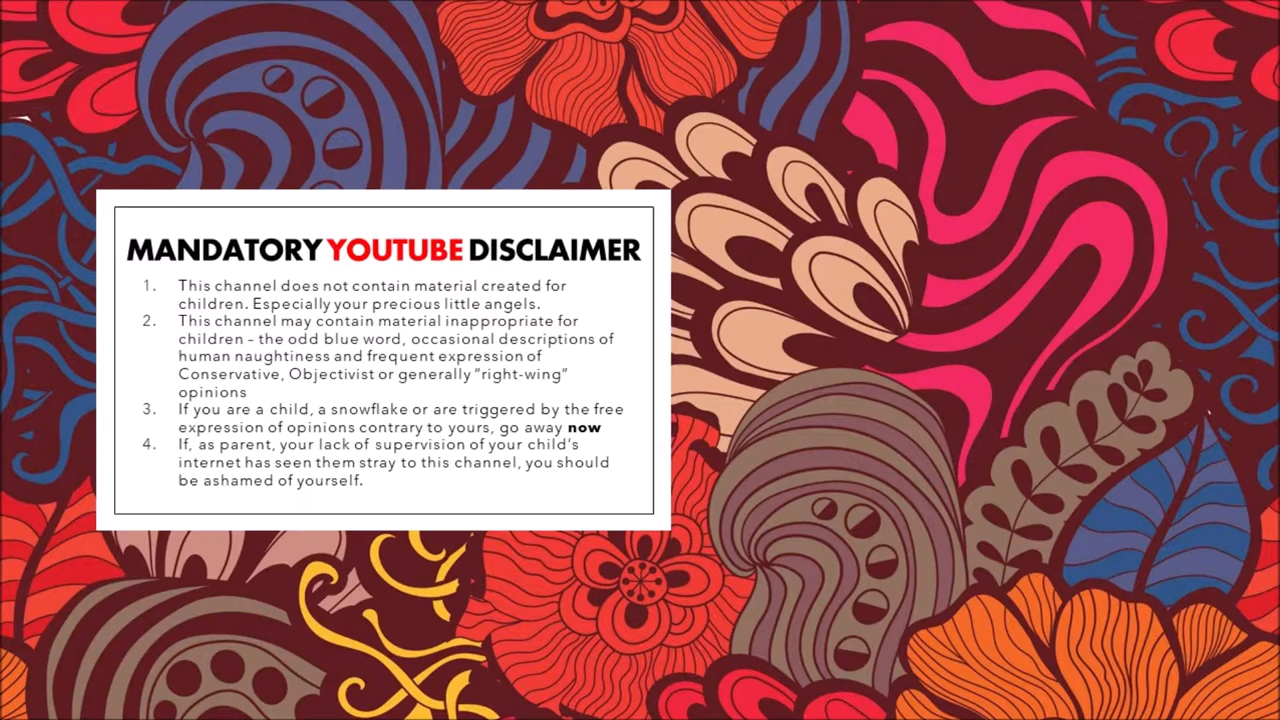 MANDATORY YOUTUBE DISCLAIMER
1. This channel does not contain material created for
children. Especially your precious little angels.
2. This channel may contain material inappropriate for
children – the odd blue word, occasional descriptions of
human naughtiness and frequent expression of
Conservative, Objectivist or generally "right-wing"
opinions
3. If you are a child, a snowflake or are triggered by the free
expression of opinions contrary to yours, go away now
4. If, as parent, your lack of supervision of your child's
internet has seen them stray to this channel, you should
be ashamed of yourself.